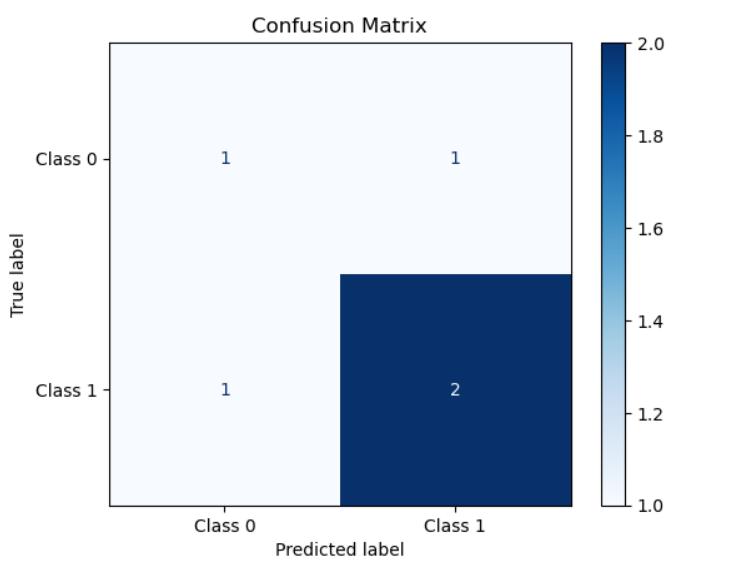 Confusion Matrix
2.0
1.8
1.6
1.4
1.2
1.0
True label
Class 0
1
1
Class 1
1
2
Class 0
Class 1
Predicted label